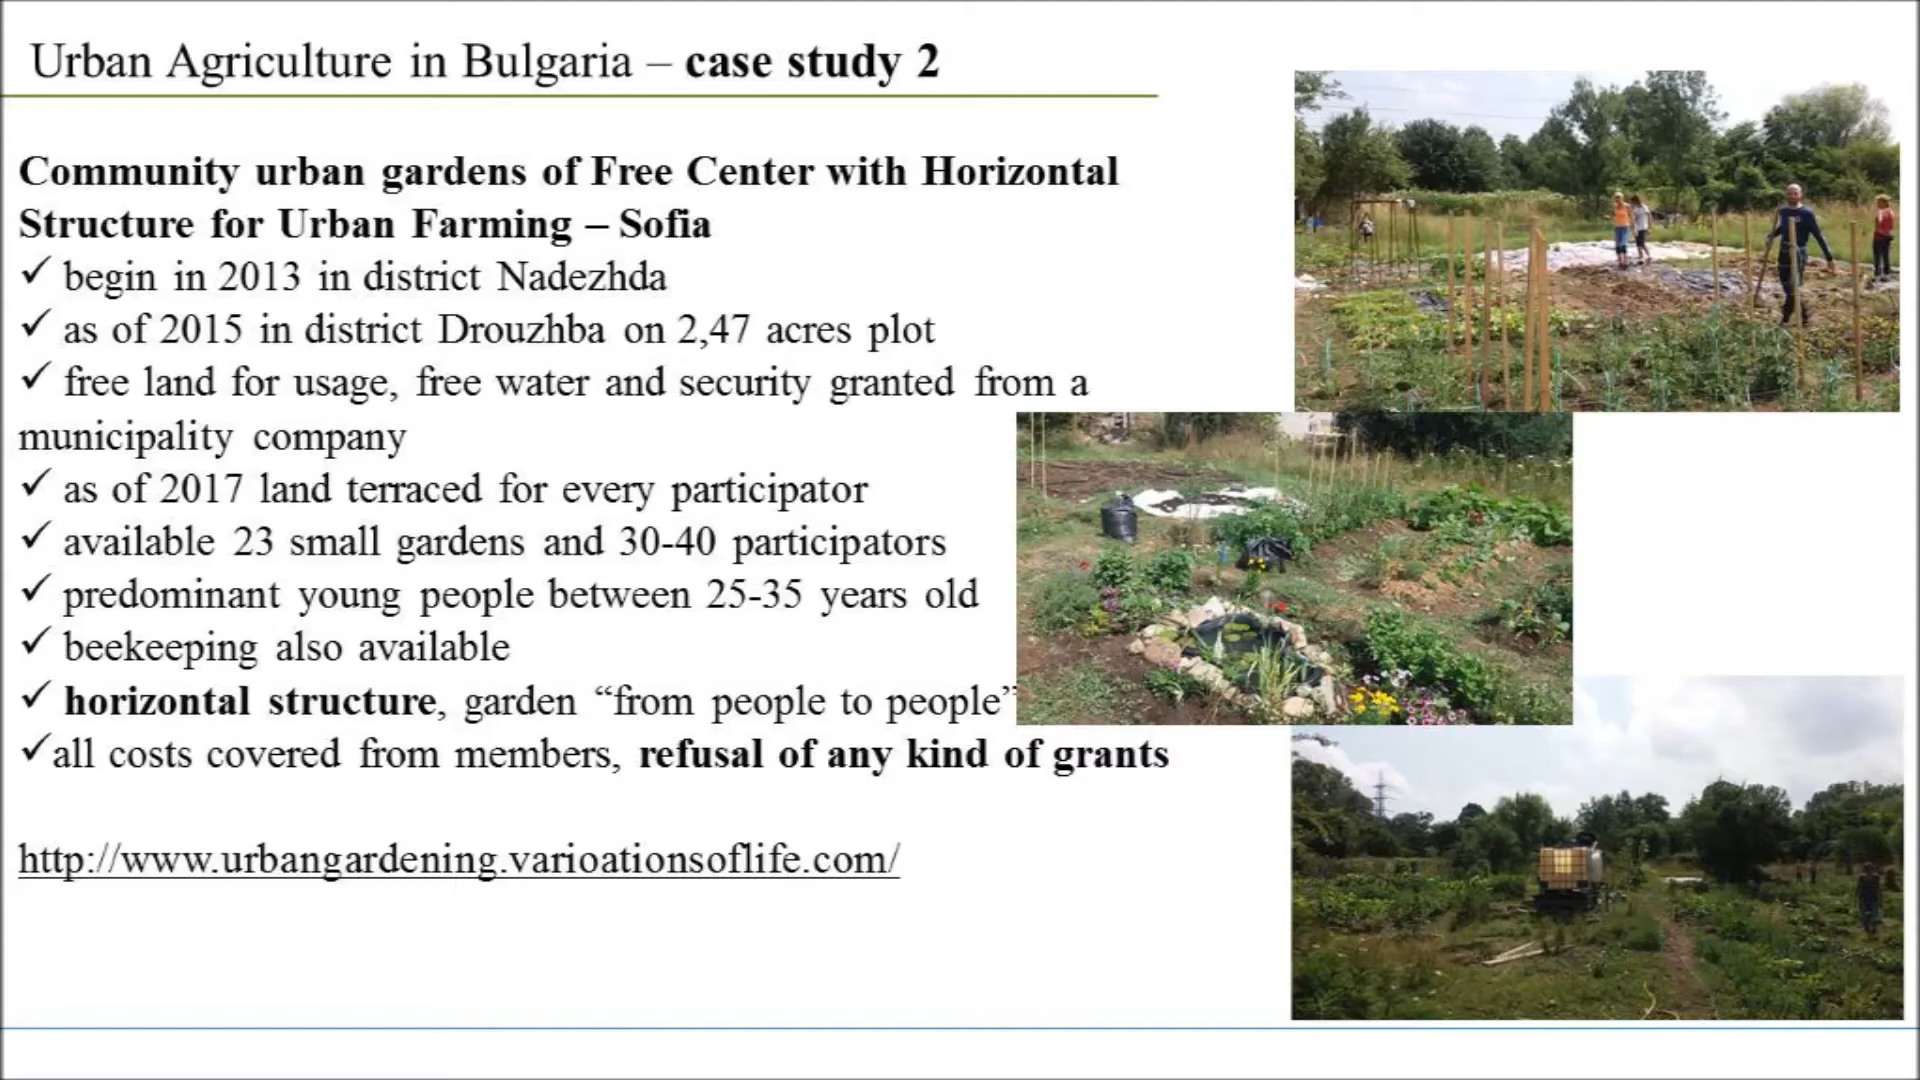 Urban Agriculture in Bulgaria – case study 2
Community urban gardens of Free Center with Horizontal
Structure for Urban Farming – Sofia
✓ begin in 2013 in district Nadezhda
✓ as of 2015 in district Drouzhba on 2,47 acres plot
✓ free land for usage, free water and security granted from a
municipality company
✓ as of 2017 land terraced for every participator
✓ available 23 small gardens and 30-40 participators
✓ predominant young people between 25-35 years old
✓ beekeeping also available
✓ horizontal structure, garden “from people to people”
✓all costs covered from members, refusal of any kind of grants
http://www.urbangardening.varioationsoflife.com/